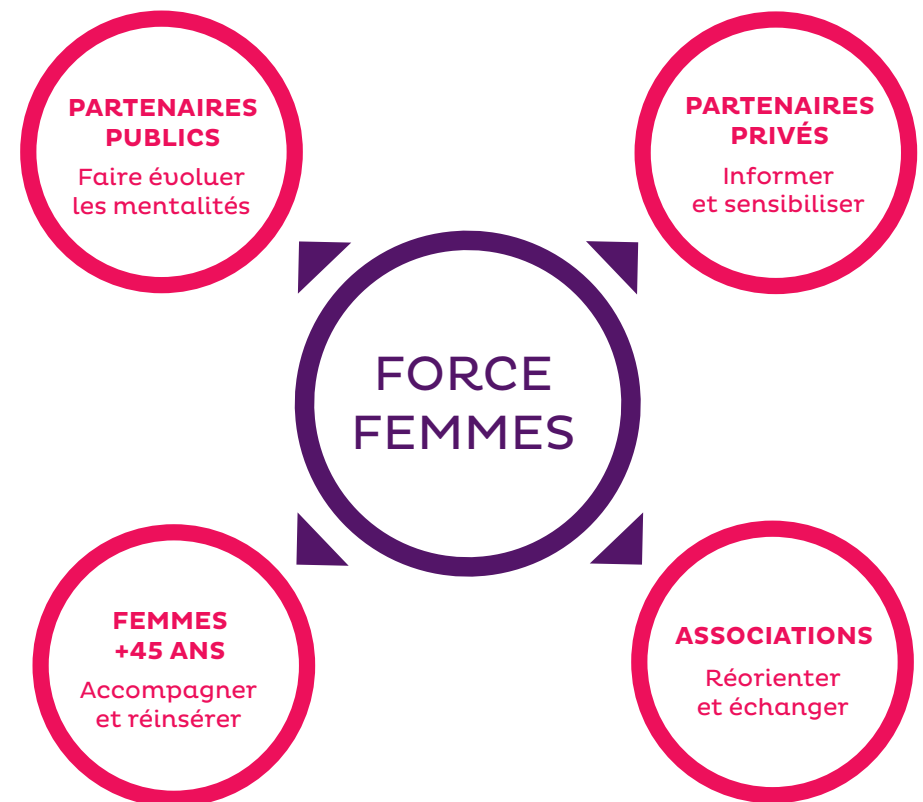 PARTENAIRES
PUBLICS
Faire évoluer
les mentalités
PARTENAIRES
PRIVÉS
Informer
et sensibiliser
FORCE
FEMMES
FEMMES
+45 ANS
Accompagner
et réinsérer
ASSOCIATIONS
Réorienter
et échanger